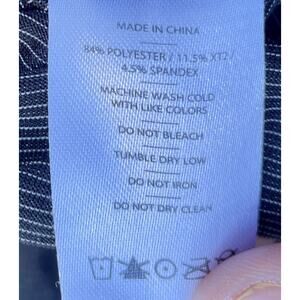 MADE IN CHINA
84% POLYESTER / 11.5% XT2 /
4.5% SPANDEX
MACHINE WASH COLD
WITH LIKE COLORS
DO NOT BLEACH
TUMBLE DRY LOW
DO NOT IRON
DO NOT DRY CLEAN